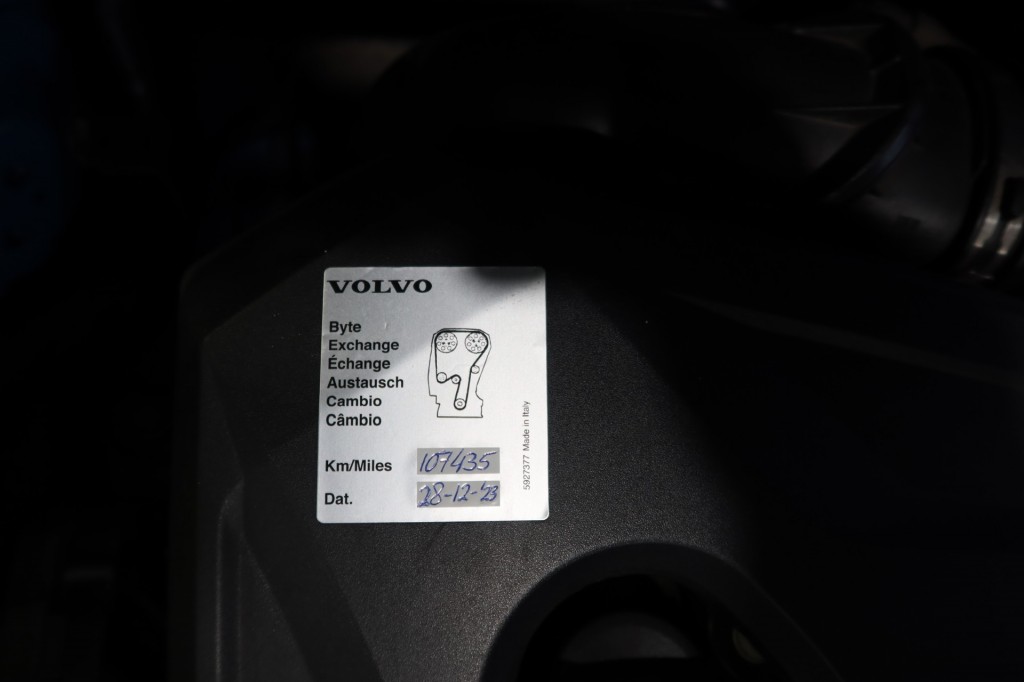 VOLVO
Byte
Exchange
Échange
Austausch
Cambio
Câmbio
Km/Miles 107435
Dat. 28-12-'23
5927377 Made in Italy